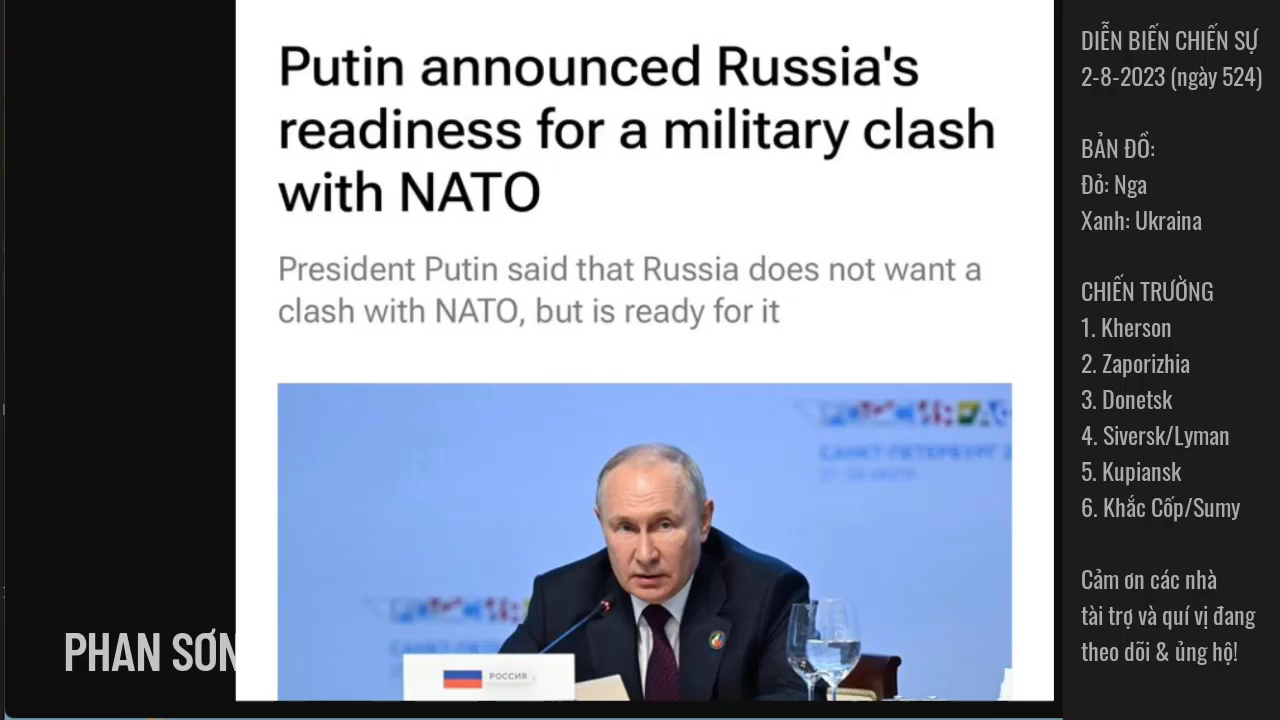 Putin announced Russia's
readiness for a military clash
with NATO
President Putin said that Russia does not want a
clash with NATO, but is ready for it
САНКТ-ПЕТЕРБУРГ
РОССИЯ
PHAN SƠN
DIỄN BIẾN CHIẾN SỰ
2-8-2023 (ngày 524)
BẢN ĐỒ:
Đỏ: Nga
Xanh: Ukraina
CHIẾN TRƯỜNG
1. Kherson
2. Zaporizhia
3. Donetsk
4. Siversk/Lyman
5. Kupiansk
6. Khắc Cốp/Sumy
Cảm ơn các nhà
tài trợ và quí vị đang
theo dõi & ủng hộ!